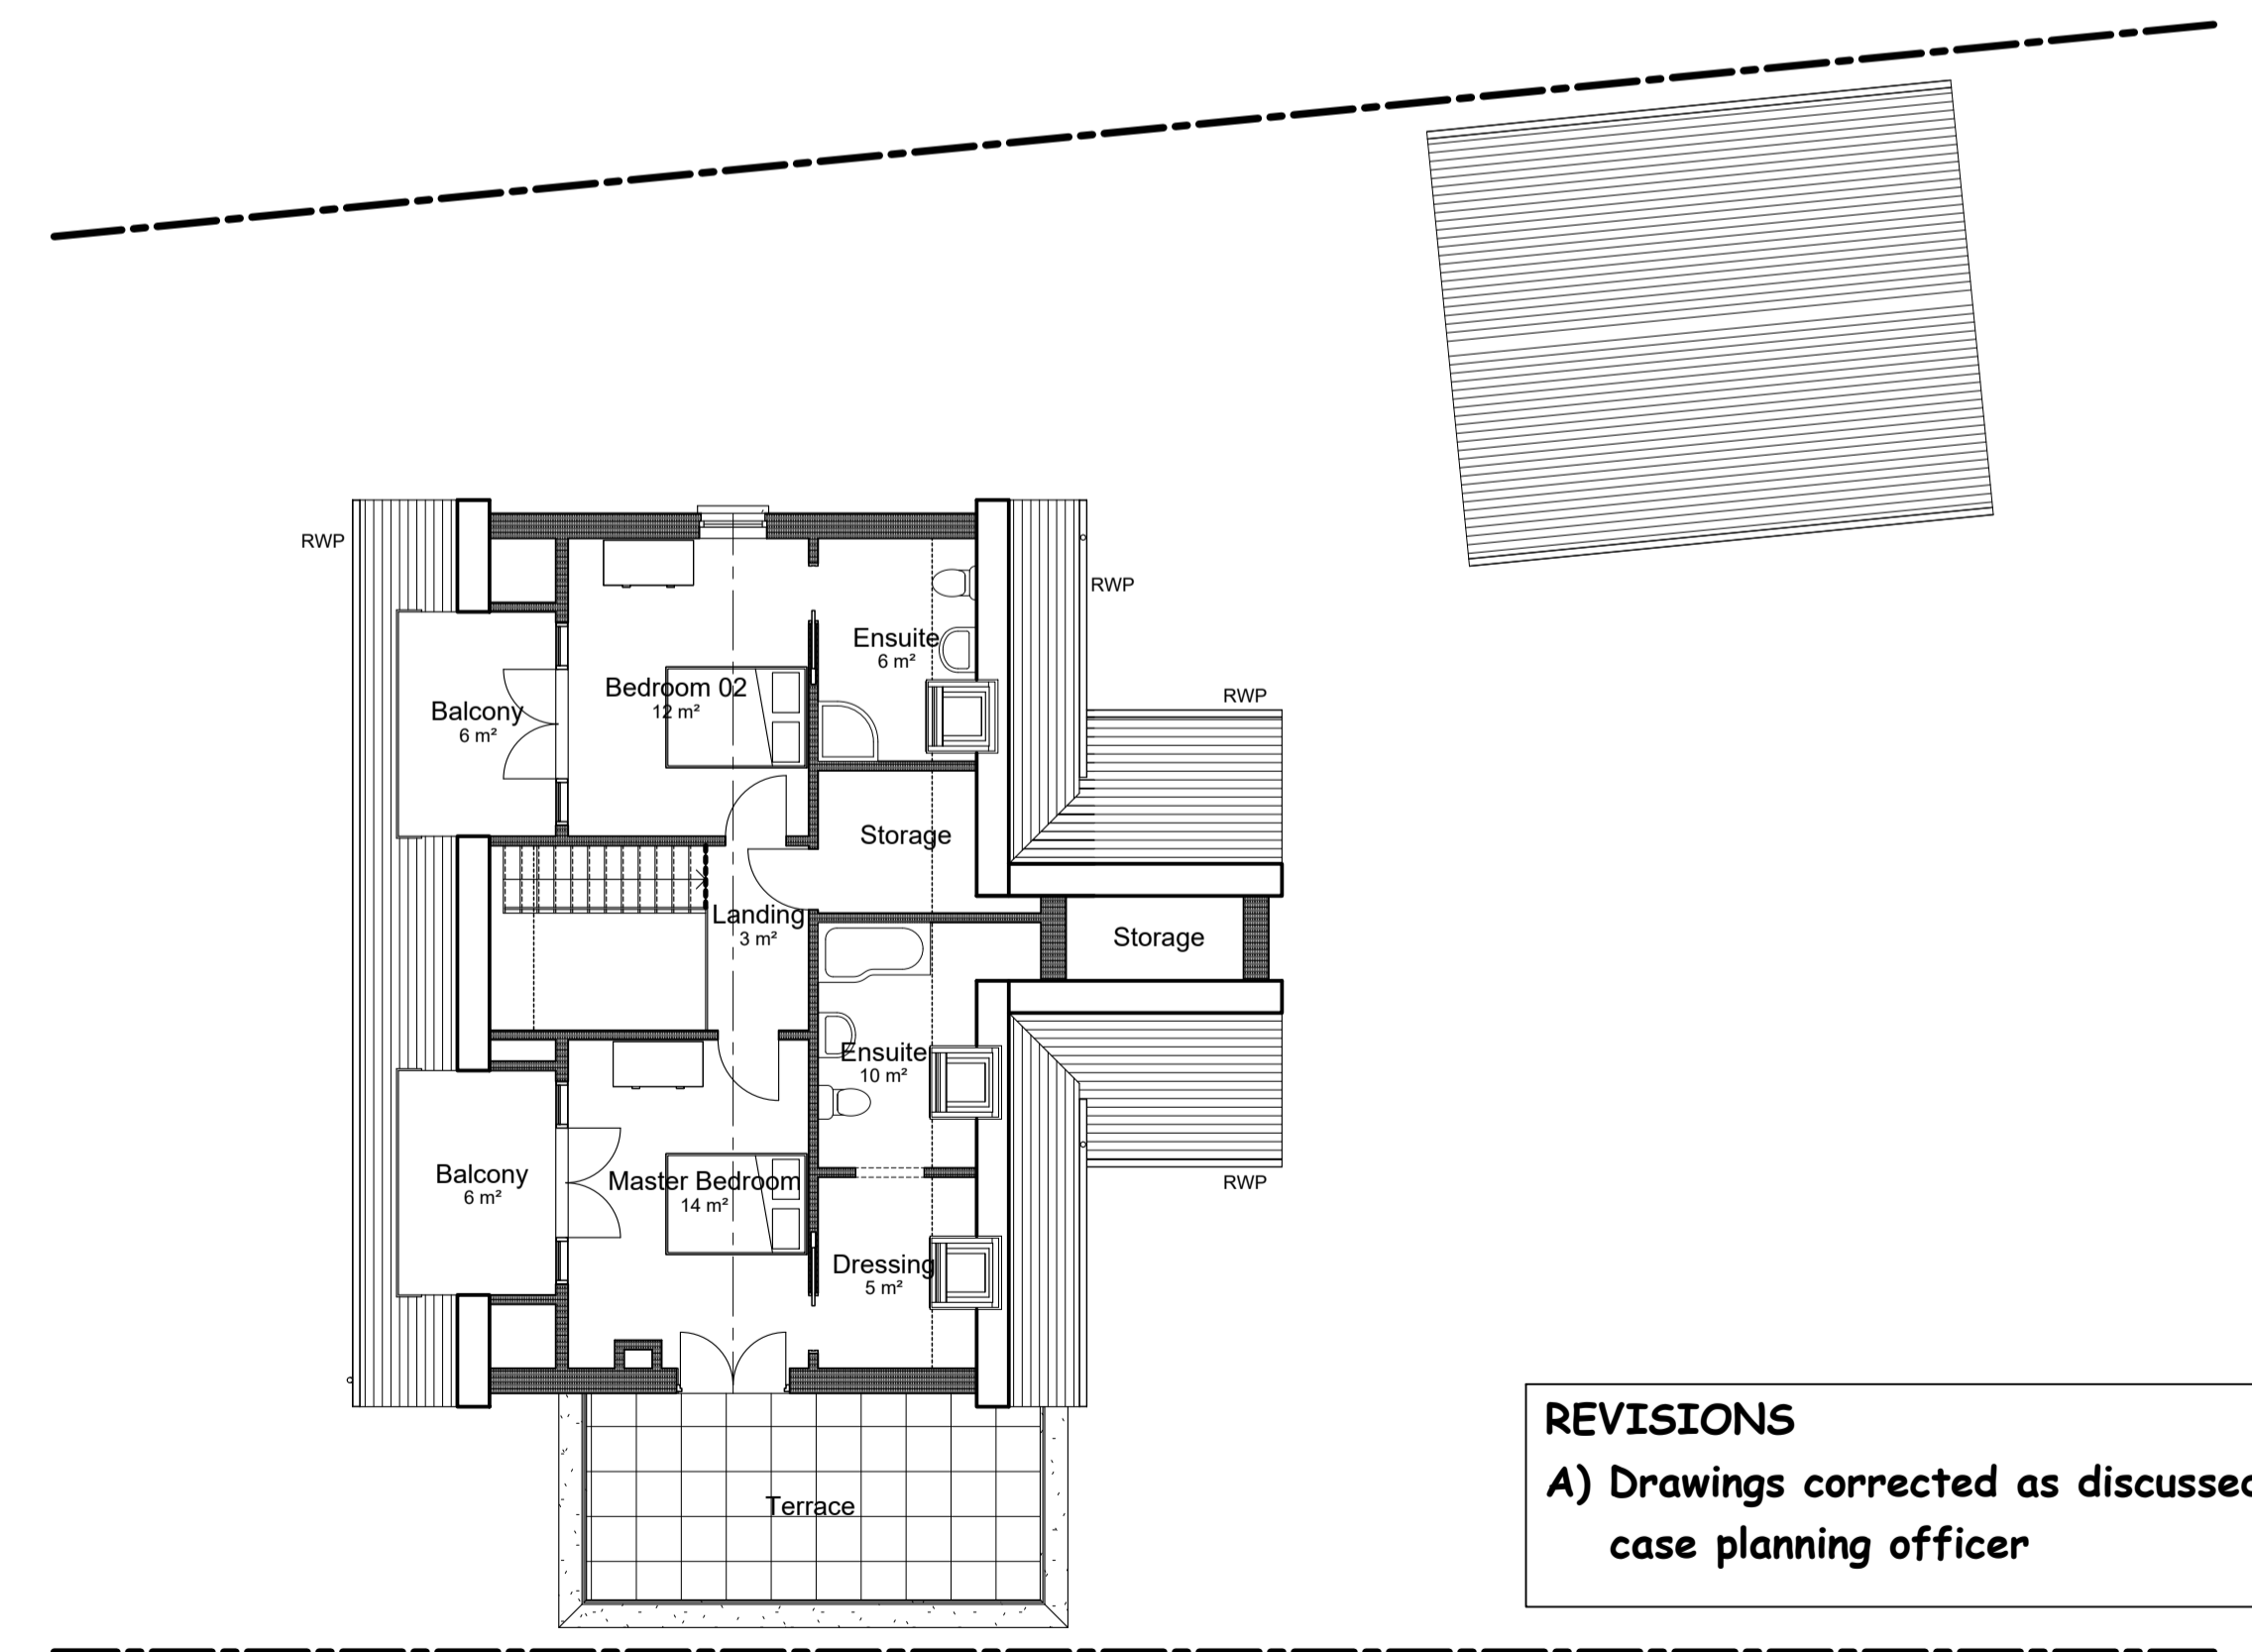 RWP
RWP
Ensuite
6 m²
Bedroom 02
12 m²
RWP
Balcony
6 m²
Storage
Landing
3 m²
Storage
Ensuite
10 m²
Balcony
6 m²
Master Bedroom
14 m²
RWP
Dressing
5 m²
Terrace
REVISIONS
A) Drawings corrected as discussed
case planning officer